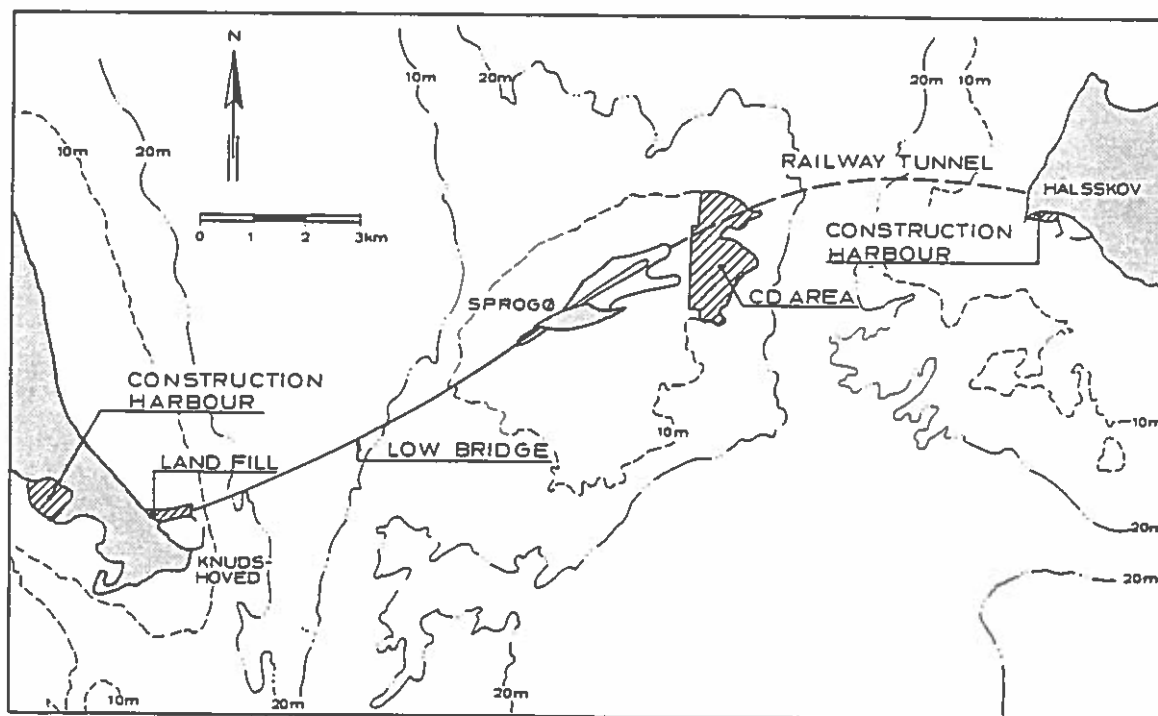 N
10m
20m
10m
20m
20m
10m
10m
20m
RAILWAY TUNNEL
HALSSKOV
0 1 2 3km
CONSTRUCTION
HARBOUR
SPROGØ
CD AREA
CONSTRUCTION
HARBOUR
10m
10m
LOW BRIDGE
LAND FILL
20m
KNUDS-
HOVED
20m
10m
20m
20m